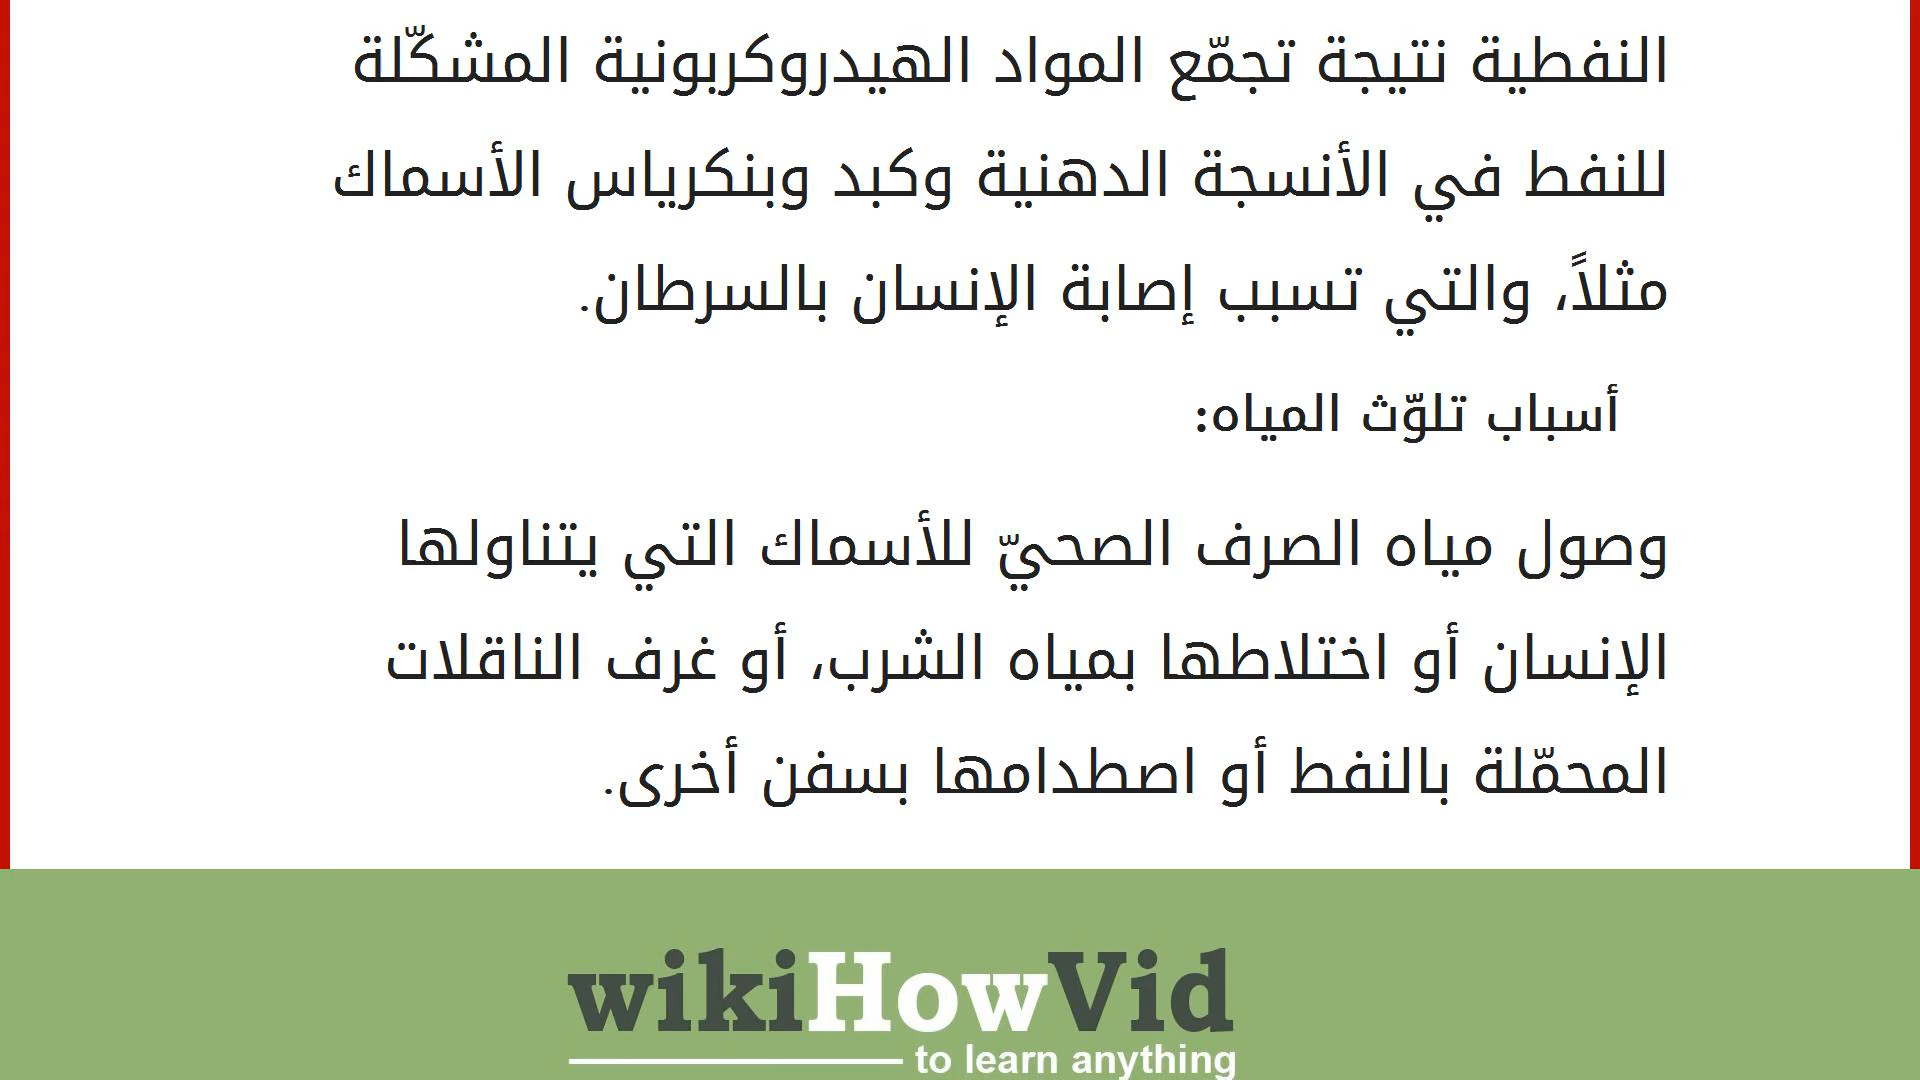 النفطية نتيجة تجمّع المواد الهيدروكربونية المشكّلة
للنفط في الأنسجة الدهنية وكبد وبنكرياس الأسماك
مثلاً، والتي تسبب إصابة الإنسان بالسرطان.
أسباب تلوّث المياه:
وصول مياه الصرف الصحيّ للأسماك التي يتناولها
الإنسان أو اختلاطها بمياه الشرب، أو غرف الناقلات
المحمّلة بالنفط أو اصطدامها بسفن أخرى.
wikiHowVid
to learn anything